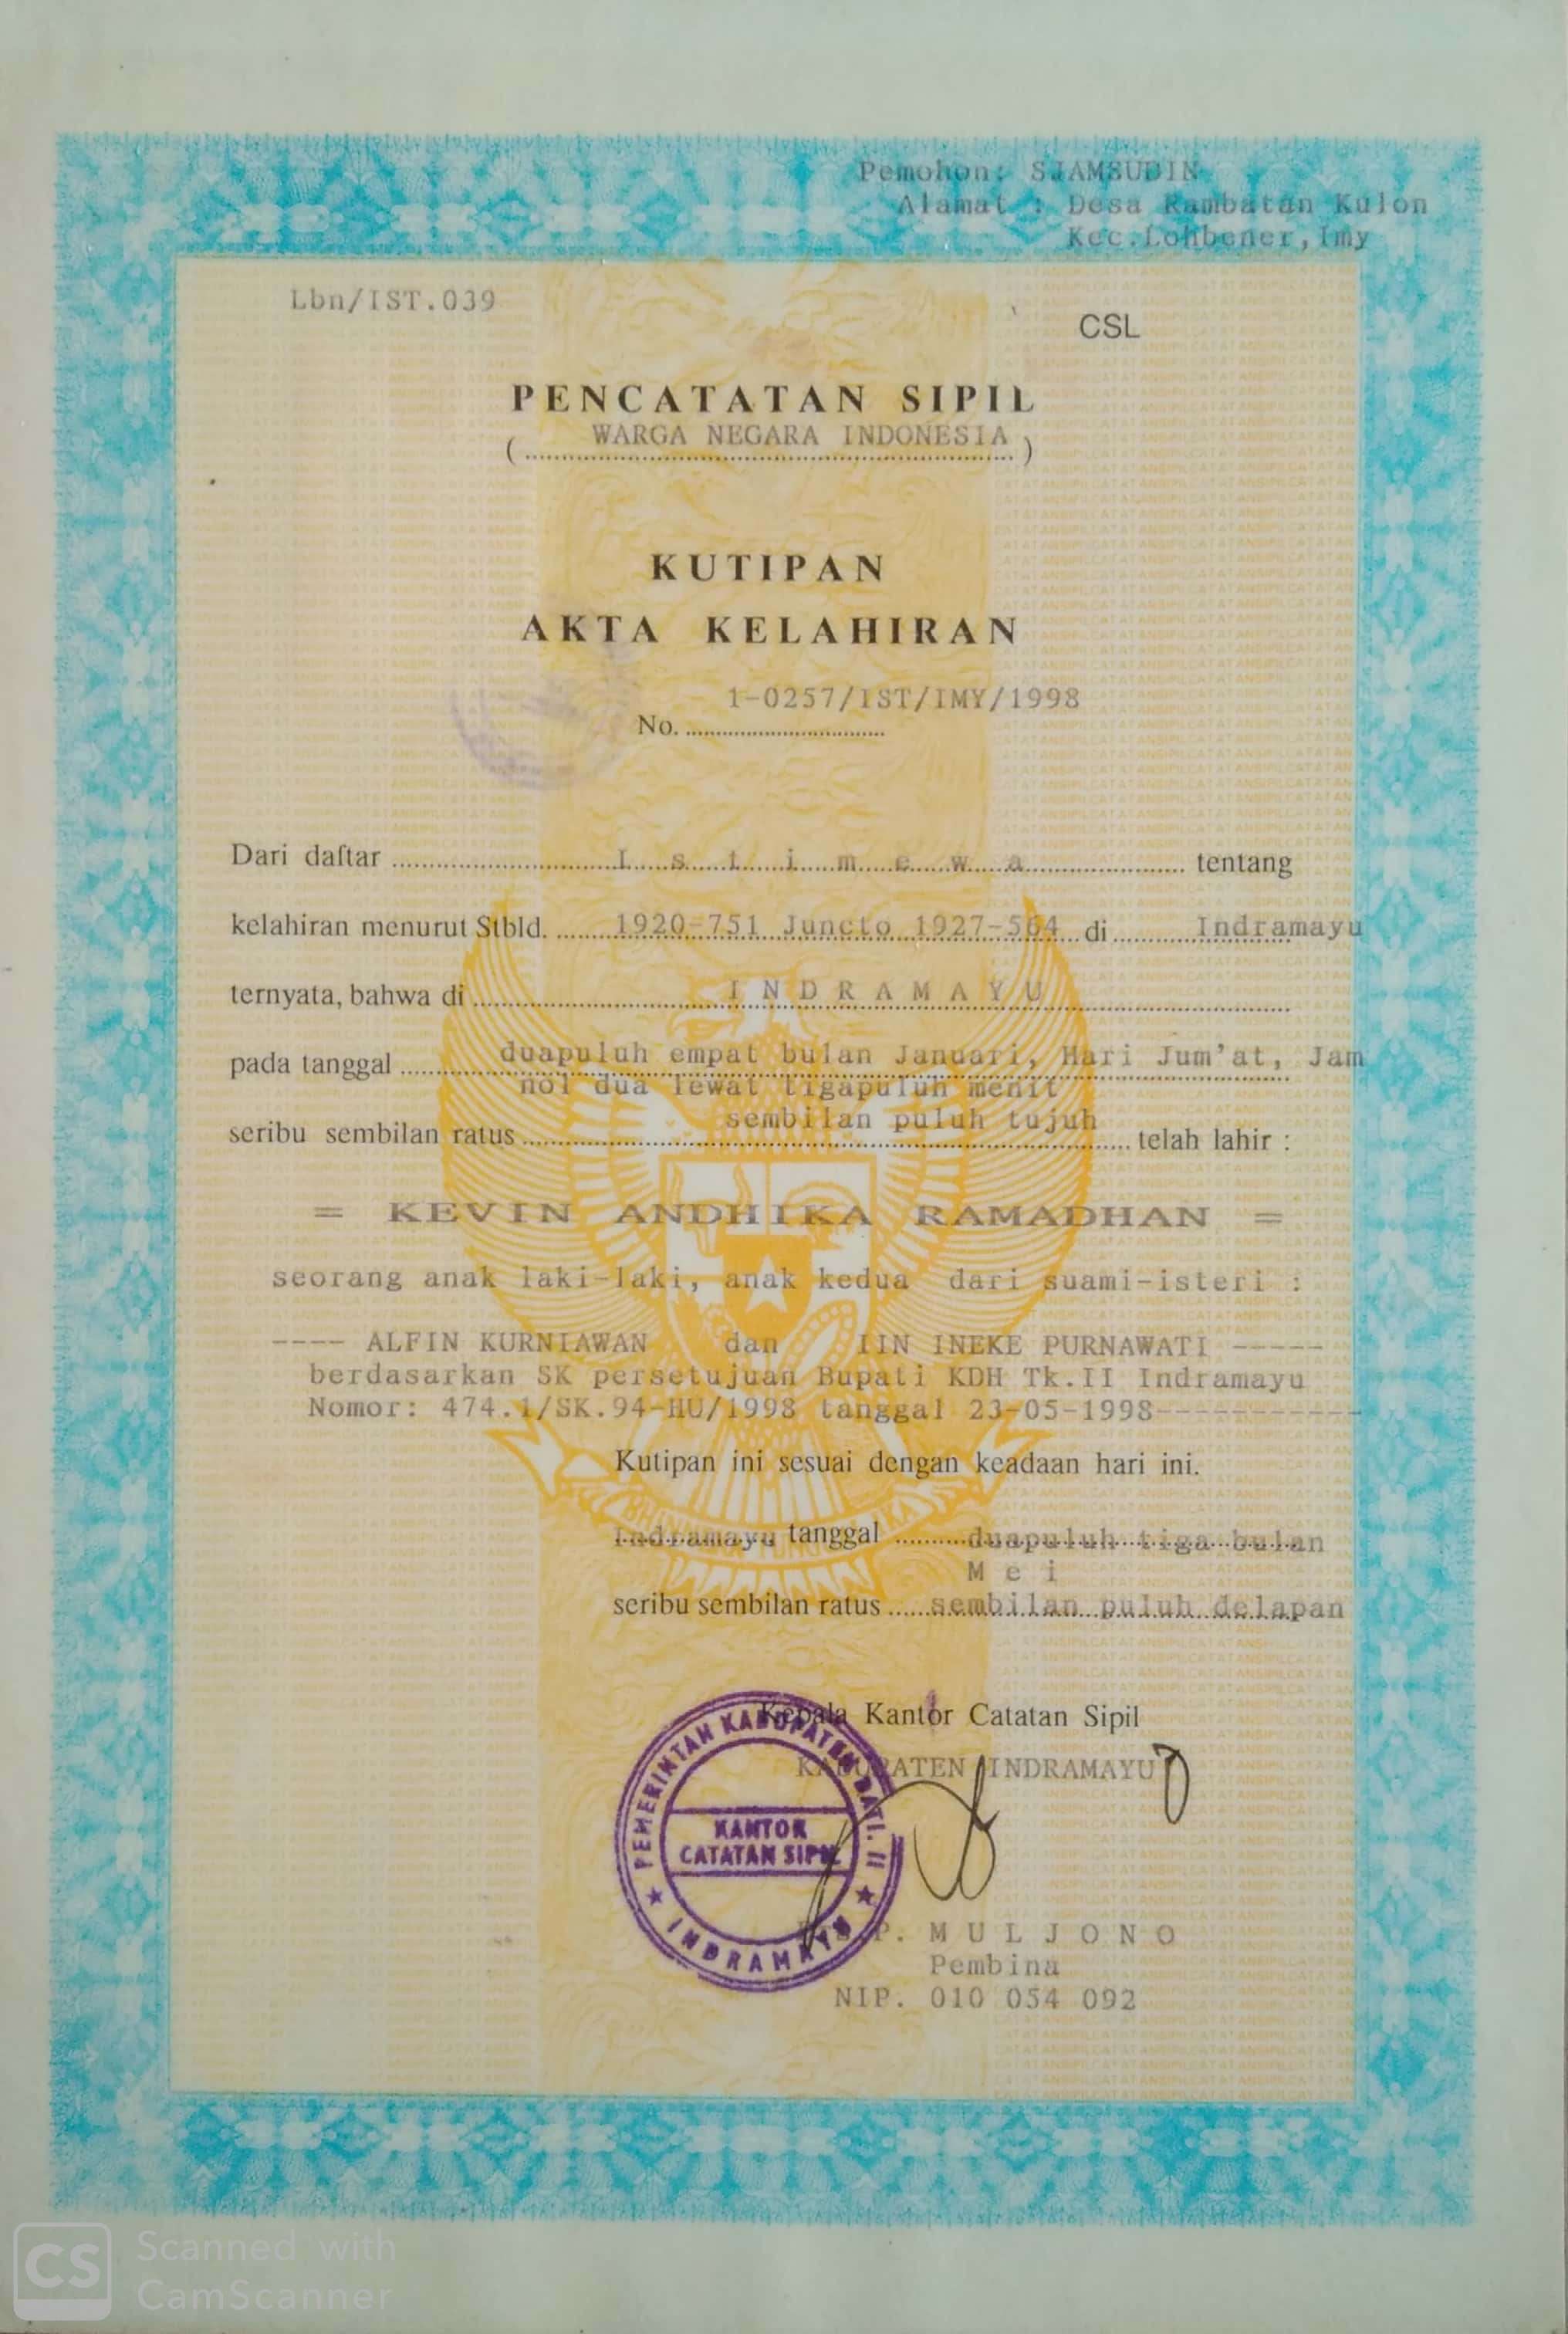 Pemohon: SJAMSUDIN
Alamat : Desa Rambatan Kulon
Kec.Lohbener,Imy
Lbn/IST.039
CSL
PENCATATAN SIPIL
( WARGA NEGARA INDONESIA )
KUTIPAN
AKTA KELAHIRAN
No. 1-0257/IST/IMY/1998
Dari daftar I s t i m e w a tentang
kelahiran menurut Stbld. 1920-751 Juncto 1927-564 di Indramayu
ternyata, bahwa di I N D R A M A Y U
pada tanggal duapuluh empat bulan Januari, Hari Jum'at, Jam
nol dua lewat tigapuluh menit
seribu sembilan ratus sembilan puluh tujuh telah lahir :
= KEVIN ANDHIKA RAMADHAN =
seorang anak laki-laki, anak kedua dari suami-isteri :
---- ALFIN KURNIAWAN dan IIN INEKE PURNAWATI -----
berdasarkan SK persetujuan Bupati KDH Tk.II Indramayu
Nomor: 474.1/SK.94-HU/1998 tanggal 23-05-1998-----------
Kutipan ini sesuai dengan keadaan hari ini.
Indramayu tanggal duapuluh tiga bulan
M e i
seribu sembilan ratus sembilan puluh delapan
Kepala Kantor Catatan Sipil
KABUPATEN INDRAMAYU
PEMERINTAH KABUPATEN DATI. II
KANTOR
CATATAN SIPIL
INDRAMAYU
P. M U L J O N O
Pembina
NIP. 010 054 092
CS
Scanned with
CamScanner